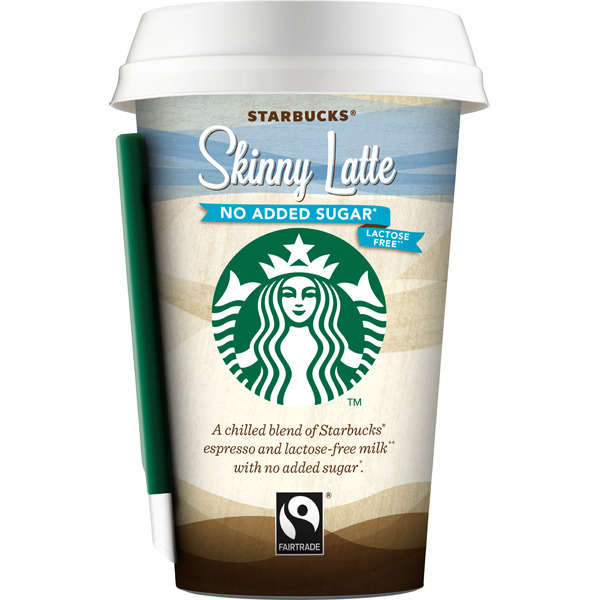 STARBUCKS®
Skinny Latte
NO ADDED SUGAR*
LACTOSE
FREE**
TM
A chilled blend of Starbucks®
espresso and lactose-free milk**
with no added sugar*.
®
FAIRTRADE